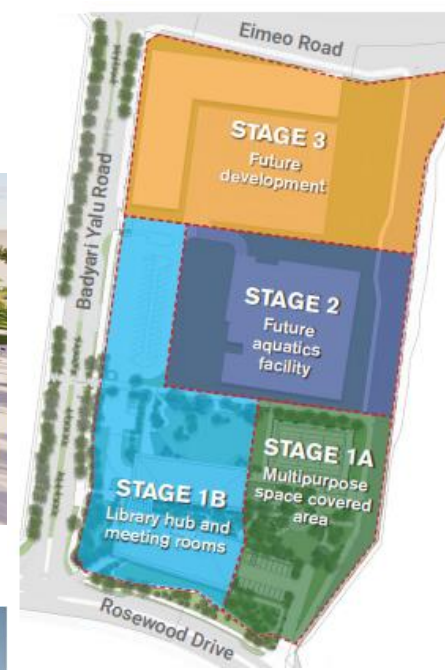 Eimeo Road
STAGE 3
Future
development
Badyari Yalu Road
STAGE 2
Future
aquatics
facility
STAGE 1A
Multipurpose
space covered
area
STAGE 1B
Library hub and
meeting rooms
Rosewood Drive